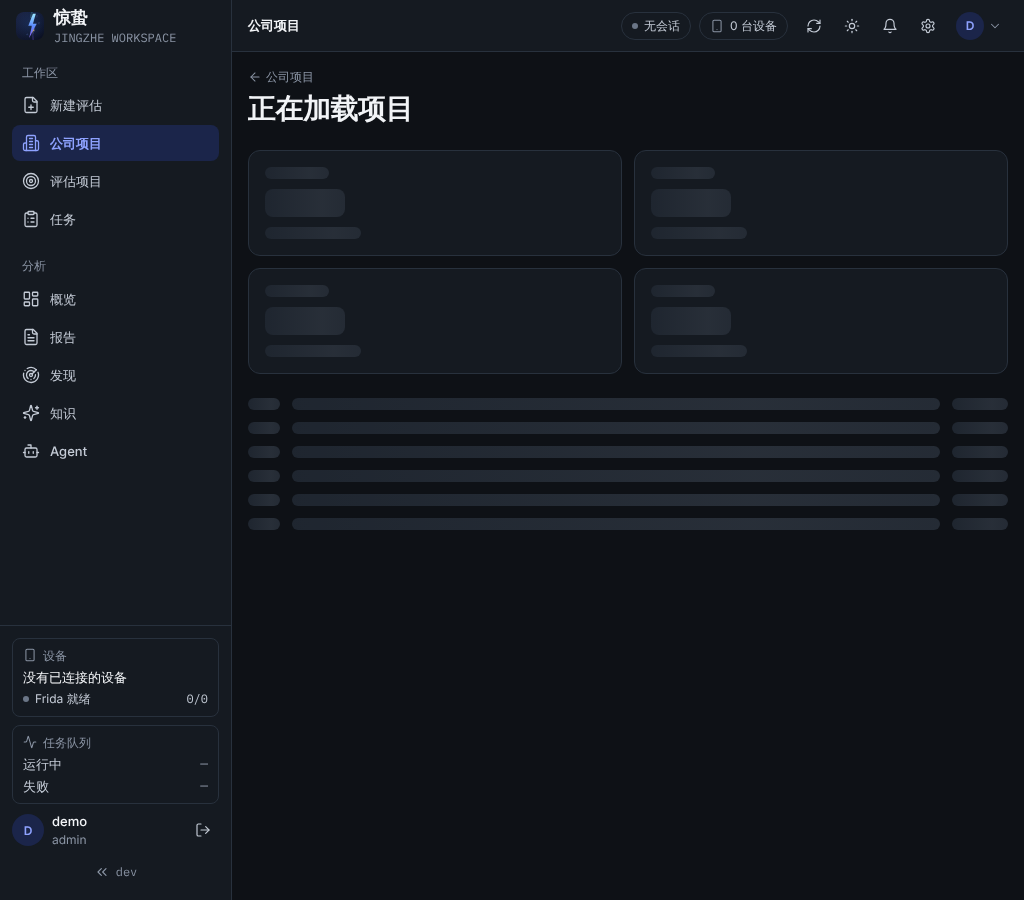 惊蛰
JINGZHE WORKSPACE
工作区
新建评估
公司项目
评估项目
任务
分析
概览
报告
发现
知识
Agent
设备
没有已连接的设备
Frida 就绪 0/0
任务队列
运行中 —
失败 —
D
demo
admin
dev
公司项目
无会话
0 台设备
D
公司项目
正在加载项目